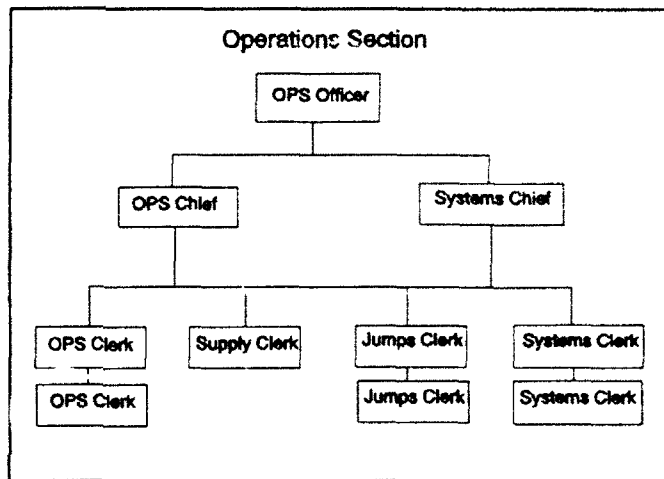 Operations Section
OPS Officer
OPS Chief
Systems Chief
OPS Clerk
Supply Clerk
Jumps Clerk
Systems Clerk
OPS Clerk
Jumps Clerk
Systems Clerk